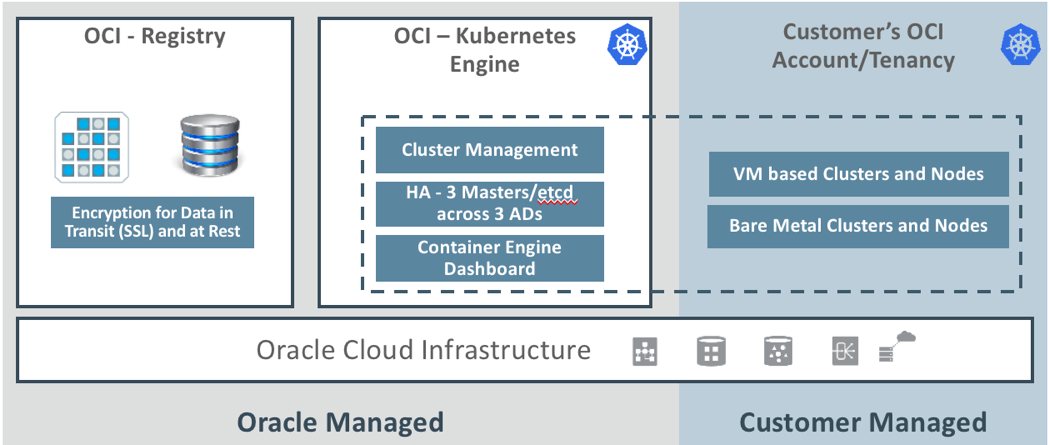 OCI - Registry
Encryption for Data in
Transit (SSL) and at Rest
OCI – Kubernetes
Engine
Cluster Management
HA - 3 Masters/etcd
across 3 ADs
Container Engine
Dashboard
Customer's OCI
Account/Tenancy
VM based Clusters and Nodes
Bare Metal Clusters and Nodes
Oracle Cloud Infrastructure
Oracle Managed
Customer Managed